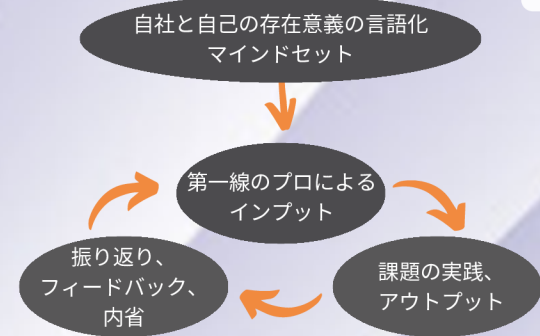 自社と自己の存在意義の言語化
マインドセット
第一線のプロによる
インプット
課題の実践、
アウトプット
振り返り、
フィードバック、
内省